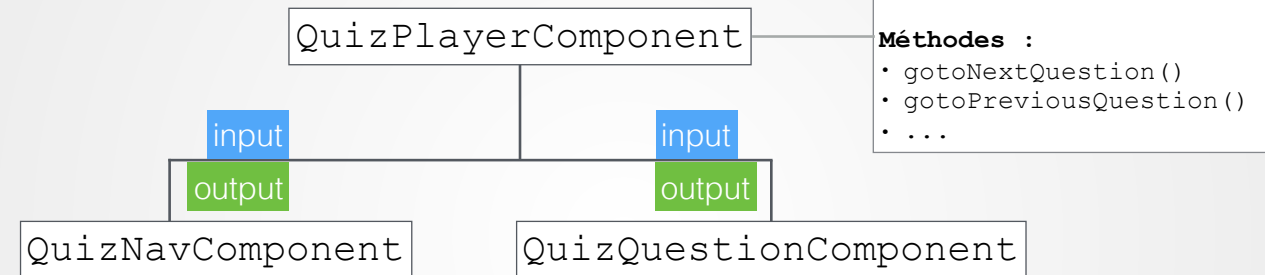 QuizPlayerComponent
Méthodes :
• gotoNextQuestion()
• gotoPreviousQuestion()
• ...
input
input
output
output
QuizNavComponent
QuizQuestionComponent